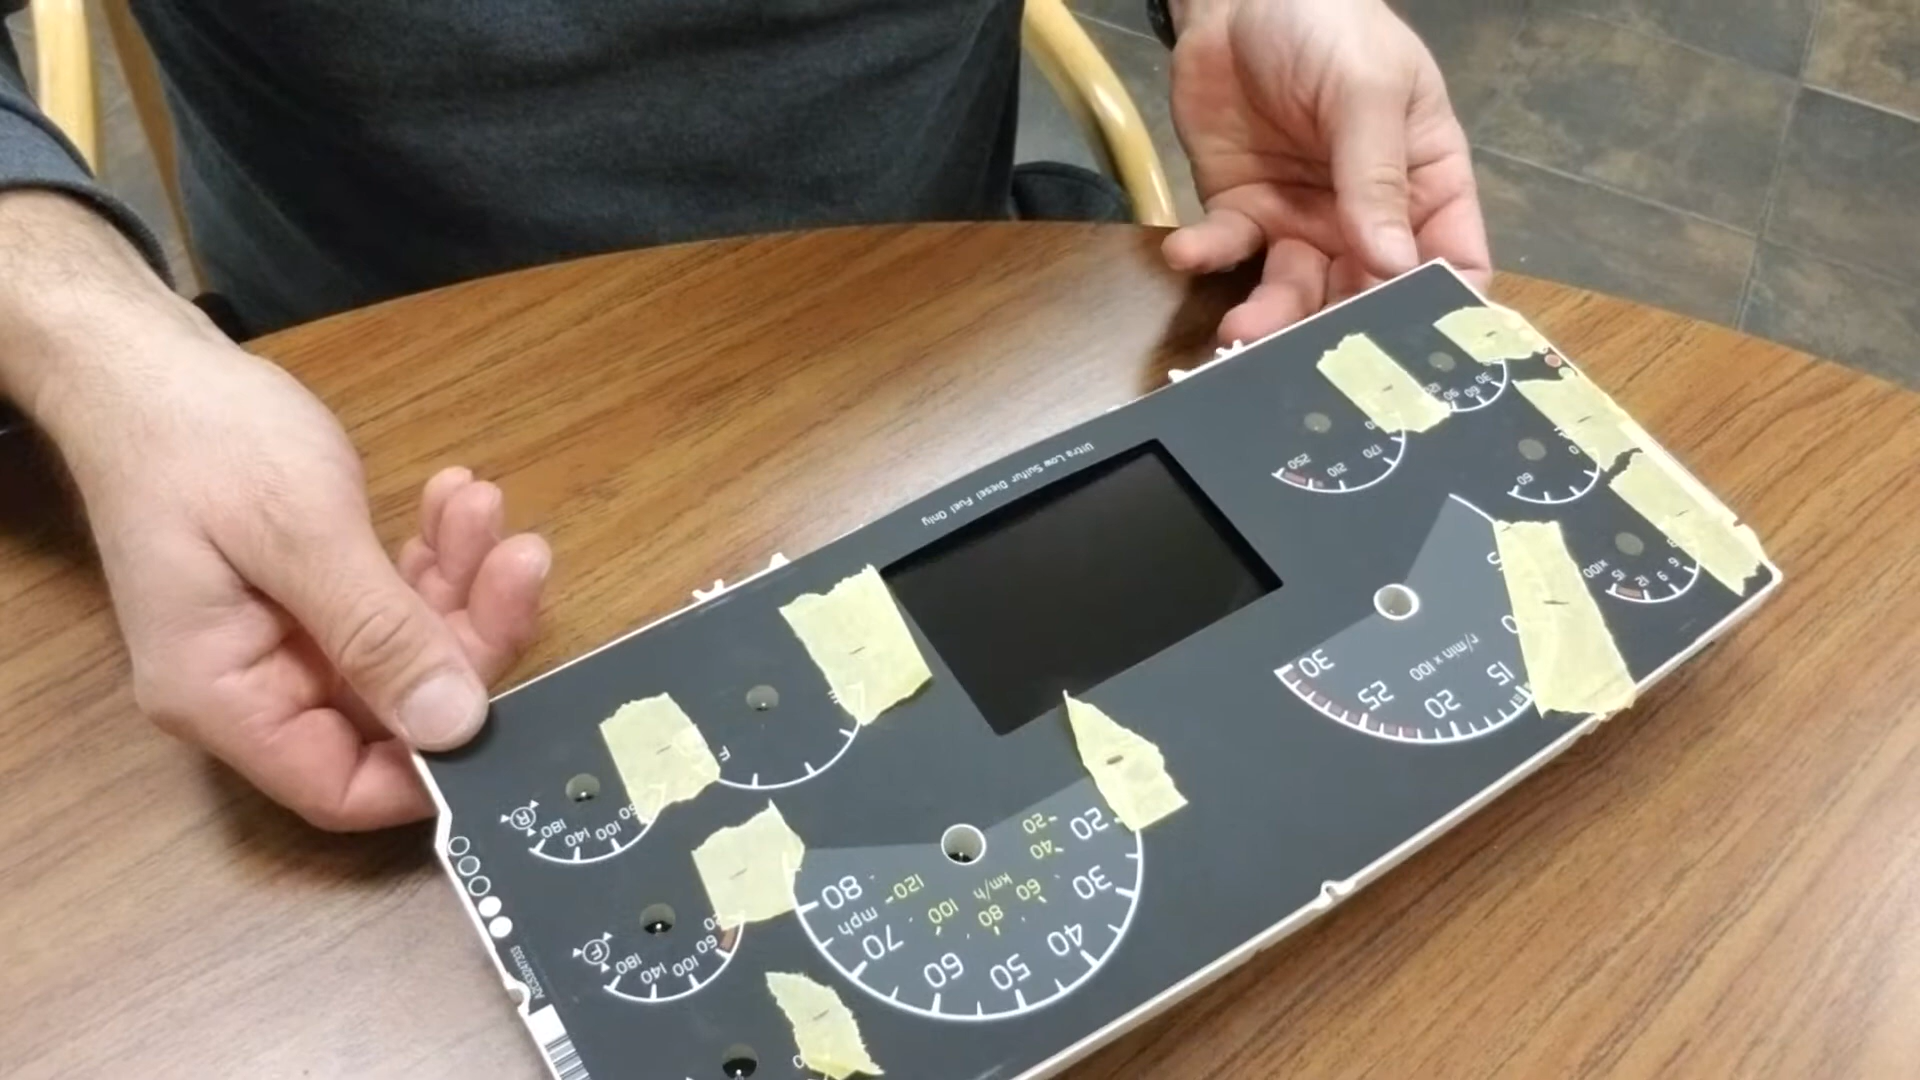 Ultra Low Sulfur Diesel Fuel Only
30 60 90 120
170 210 250
0 60
6 9 12 15
x100
15 20 25 30
r/min x 100
F
60 100 140 180
R
20 30 40 50 60 70 80
mph
20 40 60 80 100 120
km/h
60 100 140 180
F